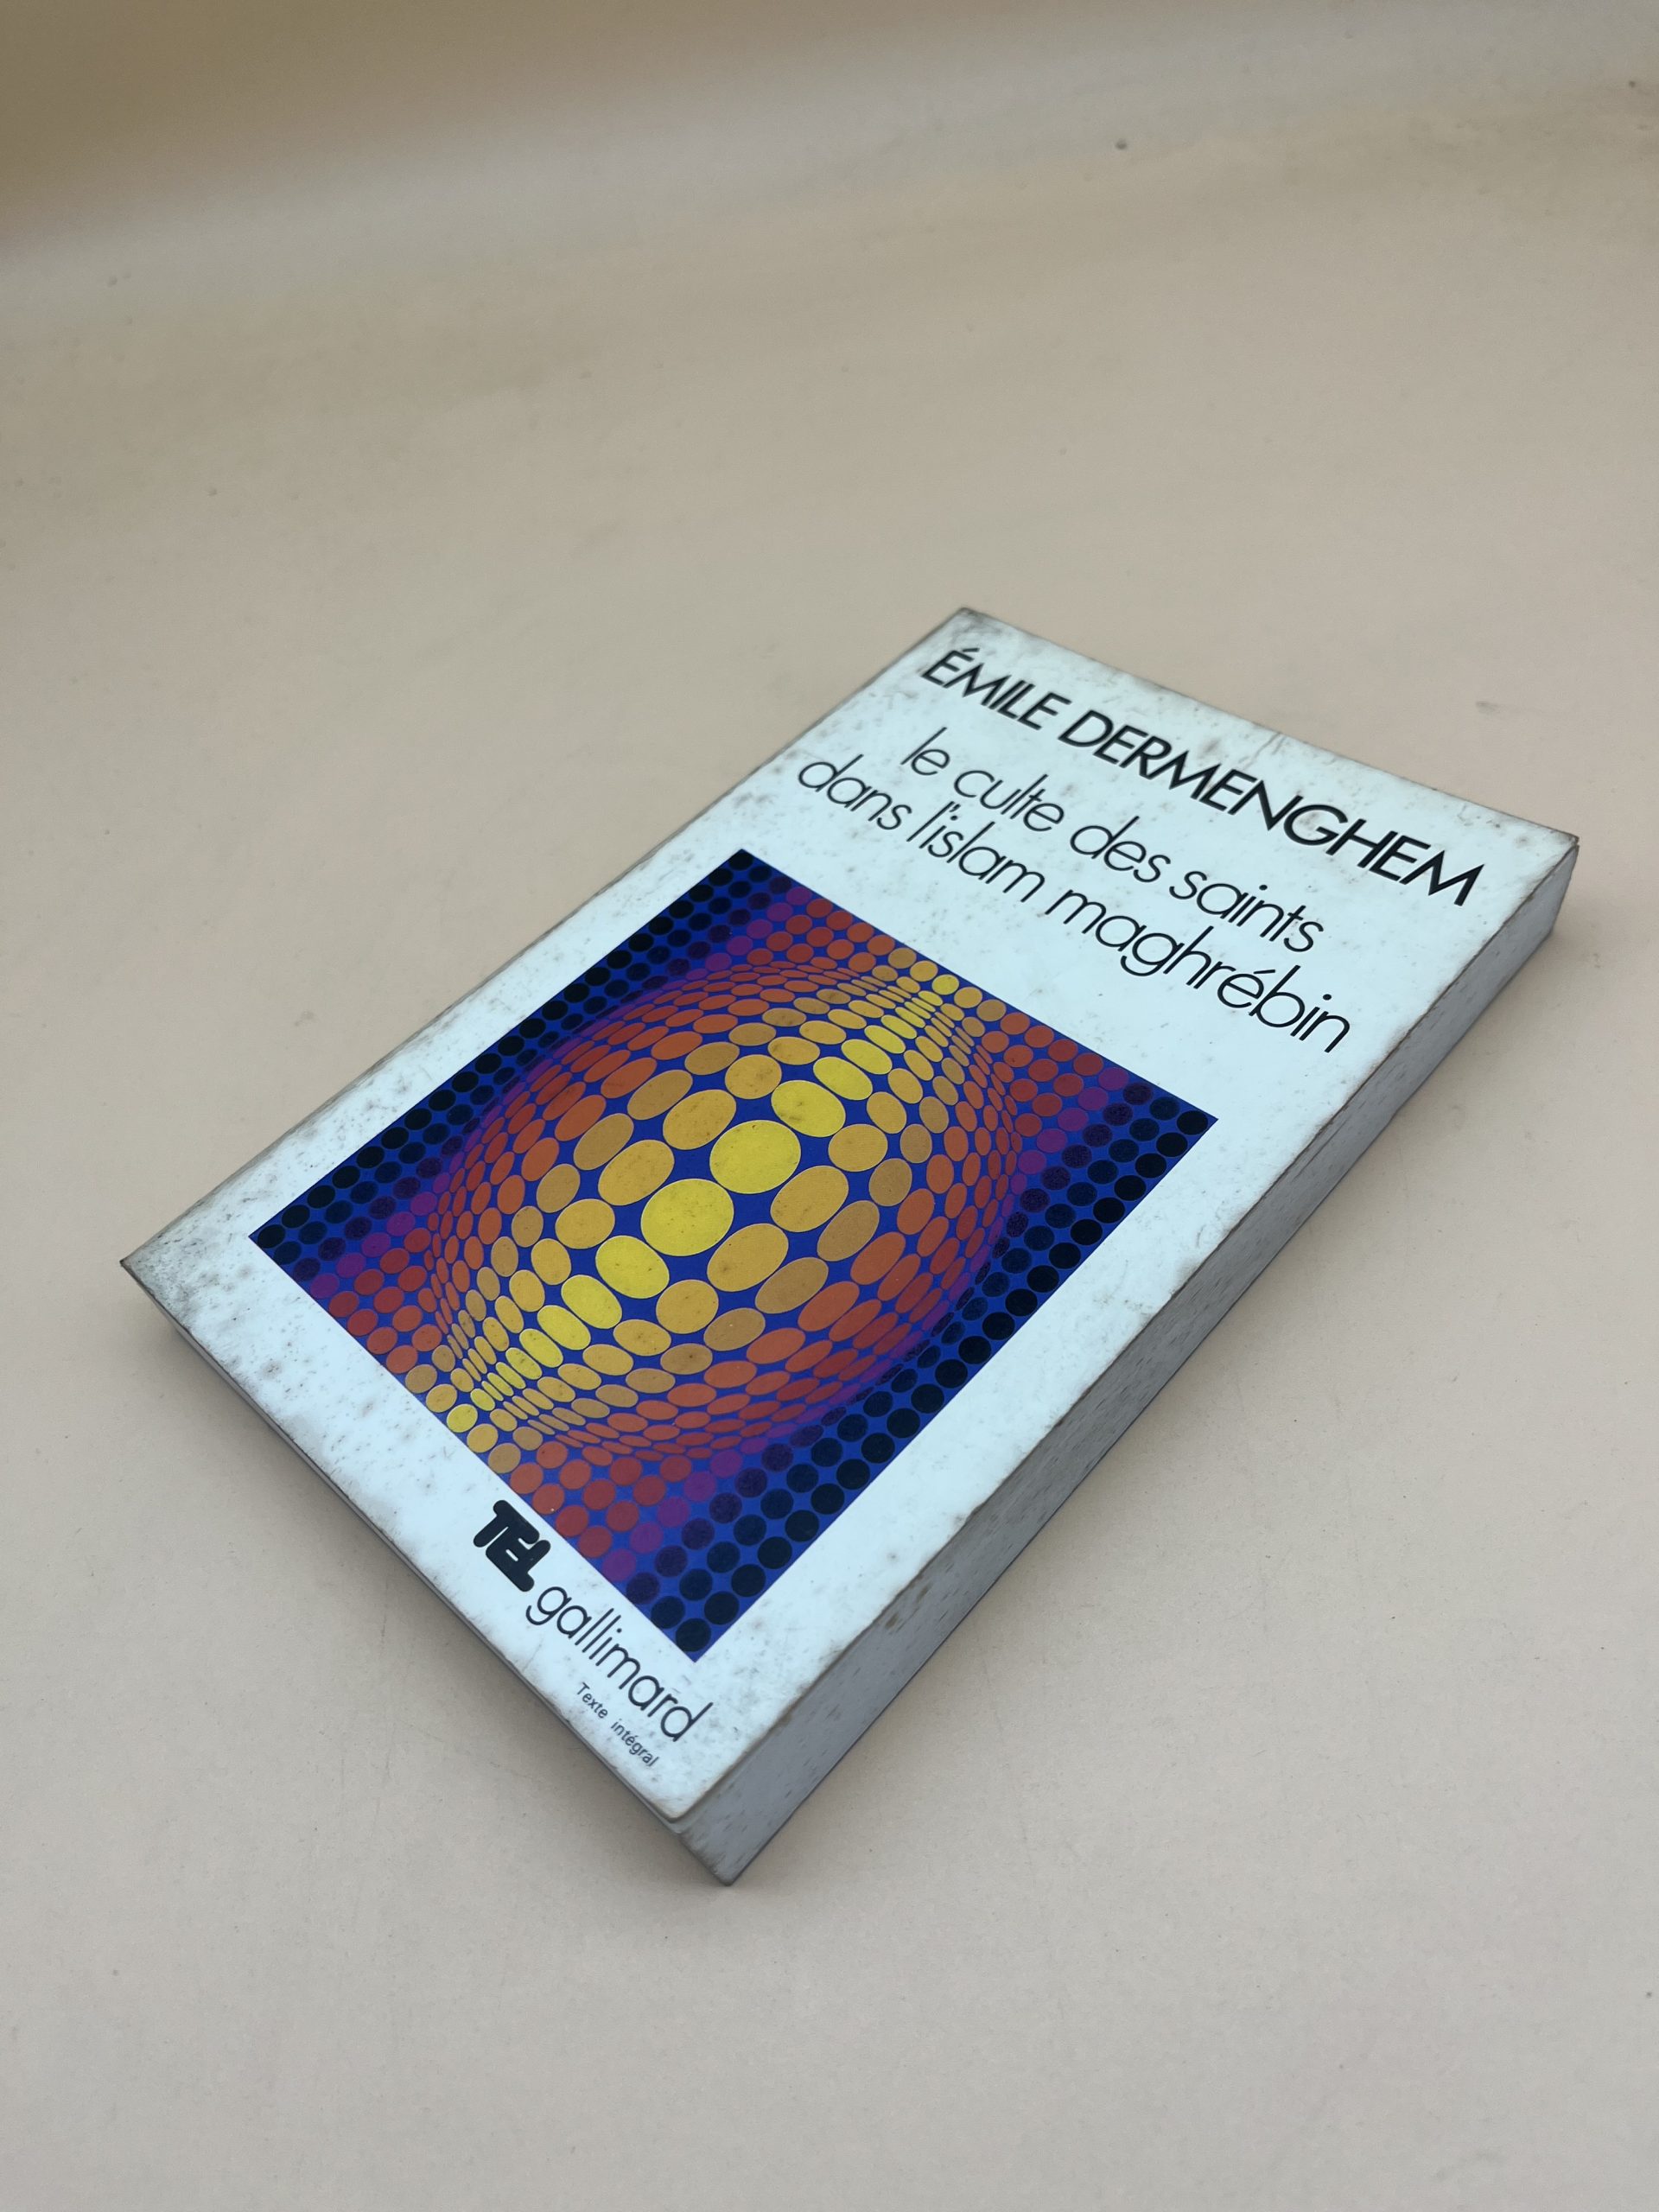 ÉMILE DERMENGHEM
le culte des saints
dans l'islam maghrébin
TEL gallimard
Texte intégral